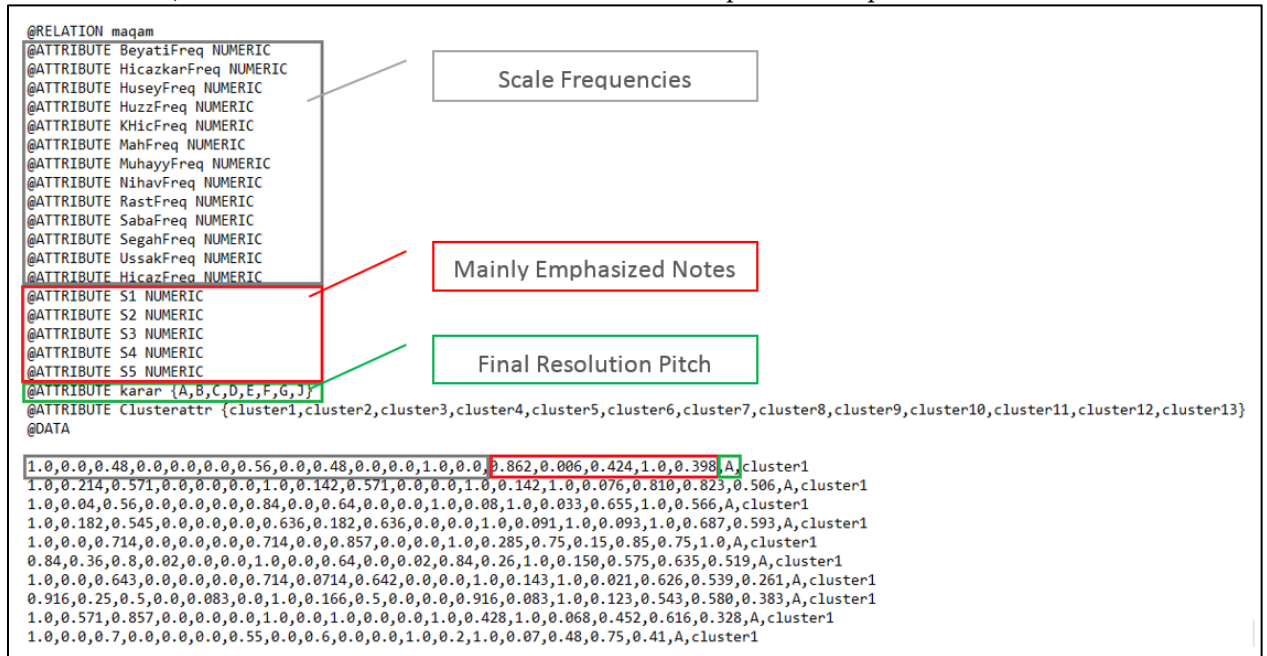 @RELATION maqam
@ATTRIBUTE BeyatiFreq NUMERIC
@ATTRIBUTE HicazkarFreq NUMERIC
@ATTRIBUTE HuseyFreq NUMERIC
@ATTRIBUTE HuzzFreq NUMERIC
@ATTRIBUTE KHicFreq NUMERIC
@ATTRIBUTE MahFreq NUMERIC
@ATTRIBUTE MuhayyFreq NUMERIC
@ATTRIBUTE NihavFreq NUMERIC
@ATTRIBUTE RastFreq NUMERIC
@ATTRIBUTE SabaFreq NUMERIC
@ATTRIBUTE SegahFreq NUMERIC
@ATTRIBUTE UssakFreq NUMERIC
@ATTRIBUTE HicazFreq NUMERIC
Scale Frequencies
@ATTRIBUTE S1 NUMERIC
@ATTRIBUTE S2 NUMERIC
@ATTRIBUTE S3 NUMERIC
@ATTRIBUTE S4 NUMERIC
@ATTRIBUTE S5 NUMERIC
Mainly Emphasized Notes
@ATTRIBUTE karar {A,B,C,D,E,F,G,J}
Final Resolution Pitch
@ATTRIBUTE Clusterattr {cluster1,cluster2,cluster3,cluster4,cluster5,cluster6,cluster7,cluster8,cluster9,cluster10,cluster11,cluster12,cluster13}
@DATA
1.0,0.0,0.48,0.0,0.0,0.0,0.56,0.0,0.48,0.0,0.0,1.0,0.0,0.862,0.006,0.424,1.0,0.398,A,cluster1
1.0,0.214,0.571,0.0,0.0,0.0,1.0,0.142,0.571,0.0,0.0,1.0,0.142,1.0,0.076,0.810,0.823,0.506,A,cluster1
1.0,0.04,0.56,0.0,0.0,0.0,0.84,0.0,0.64,0.0,0.0,1.0,0.08,1.0,0.033,0.655,1.0,0.566,A,cluster1
1.0,0.182,0.545,0.0,0.0,0.0,0.636,0.182,0.636,0.0,0.0,1.0,0.091,1.0,0.093,1.0,0.687,0.593,A,cluster1
1.0,0.0,0.714,0.0,0.0,0.0,0.714,0.0,0.857,0.0,0.0,1.0,0.285,0.75,0.15,0.85,0.75,1.0,A,cluster1
0.84,0.36,0.8,0.02,0.0,0.0,1.0,0.0,0.64,0.0,0.02,0.84,0.26,1.0,0.150,0.575,0.635,0.519,A,cluster1
1.0,0.0,0.643,0.0,0.0,0.0,0.714,0.0714,0.642,0.0,0.0,1.0,0.143,1.0,0.021,0.626,0.539,0.261,A,cluster1
0.916,0.25,0.5,0.0,0.083,0.0,1.0,0.166,0.5,0.0,0.0,0.916,0.083,1.0,0.123,0.543,0.580,0.383,A,cluster1
1.0,0.571,0.857,0.0,0.0,0.0,1.0,0.0,1.0,0.0,0.0,1.0,0.428,1.0,0.068,0.452,0.616,0.328,A,cluster1
1.0,0.0,0.7,0.0,0.0,0.0,0.55,0.0,0.6,0.0,0.0,1.0,0.2,1.0,0.07,0.48,0.75,0.41,A,cluster1